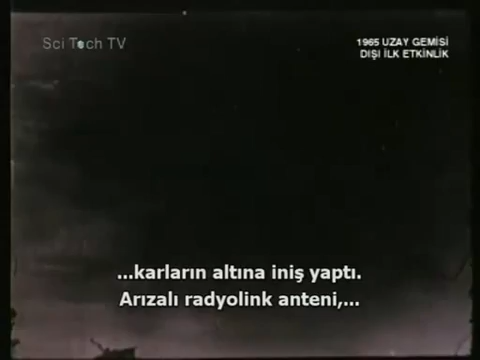 Sci Tech TV
1965 UZAY GEMİSİ
DIŞI İLK ETKİNLİK
...karların altına iniş yaptı.
Arızalı radyolink anteni,...